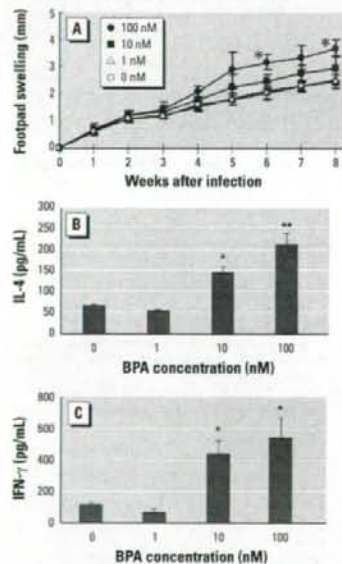 A
100 nM
10 nM
1 nM
0 nM
Footpad swelling (mm)
5
4
3
2
1
0
* *
0 1 2 3 4 5 6 7 8
Weeks after infection
B
IL-4 (pg/mL)
300
250
200
150
100
50
0
* **
0 1 10 100
BPA concentration (nM)
C
IFN-γ (pg/mL)
800
600
400
200
0
* *
0 1 10 100
BPA concentration (nM)